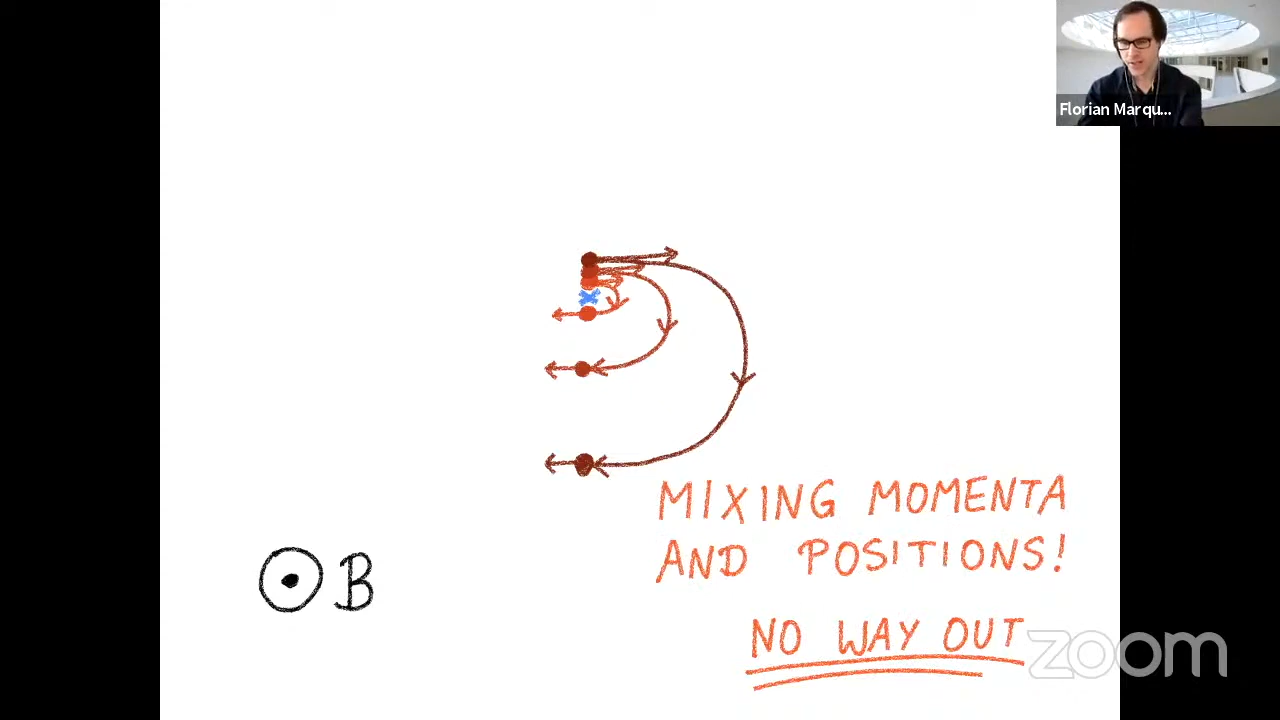 Florian Marqu...
MIXING MOMENTA
AND POSITIONS!
B
NO WAY OUT
zoom